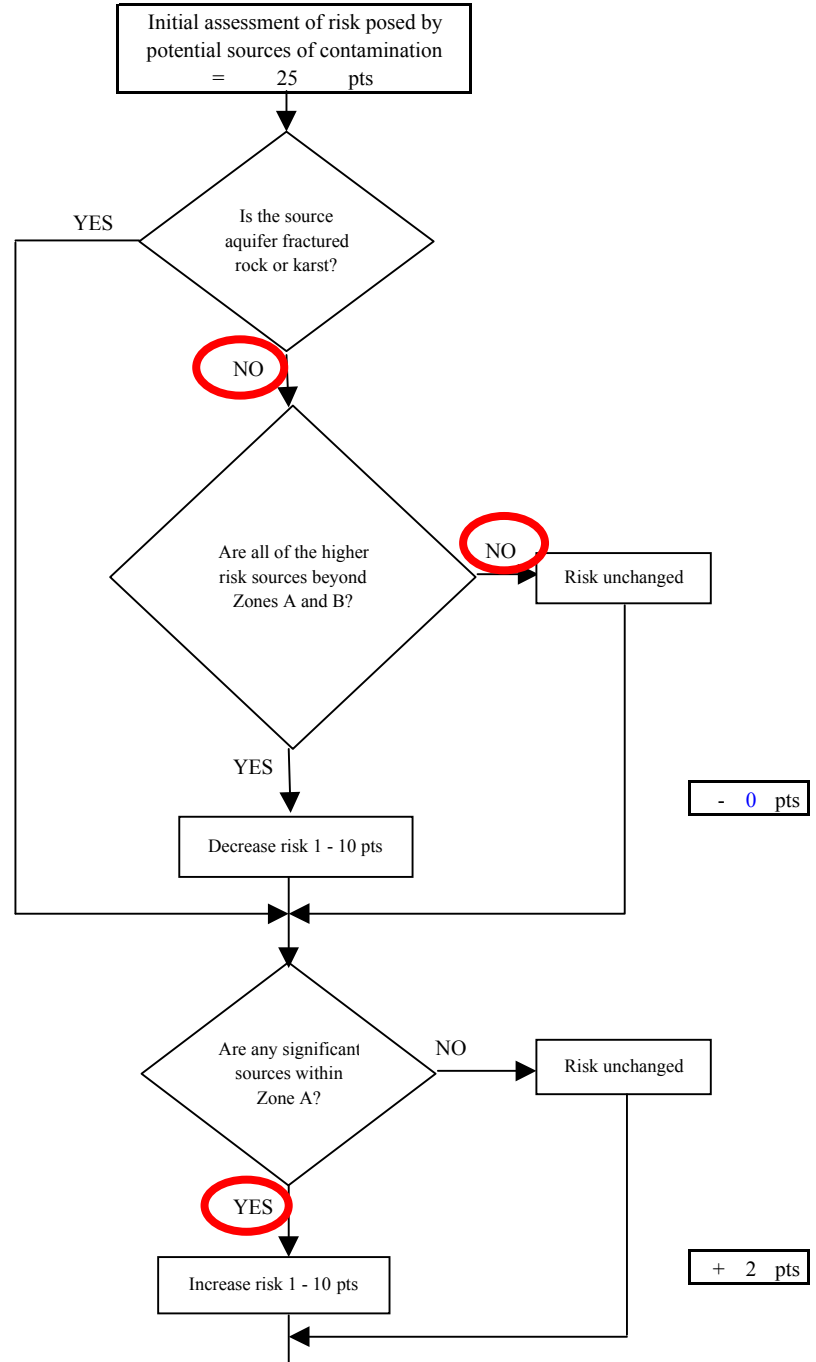 Initial assessment of risk posed by
potential sources of contamination
= 25 pts
YES
Is the source
aquifer fractured
rock or karst?
NO
Are all of the higher
risk sources beyond
Zones A and B?
NO
Risk unchanged
YES
- 0 pts
Decrease risk 1 - 10 pts
Are any significant
sources within
Zone A?
NO
Risk unchanged
YES
Increase risk 1 - 10 pts
+ 2 pts